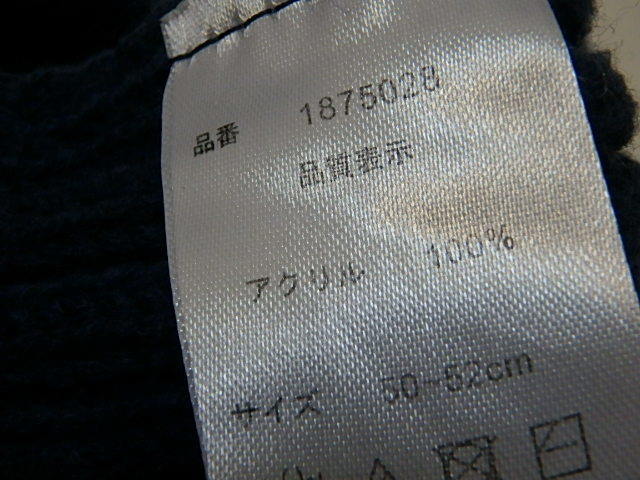 品番 1875028
品質表示
アクリル 100%
サイズ 50-52cm